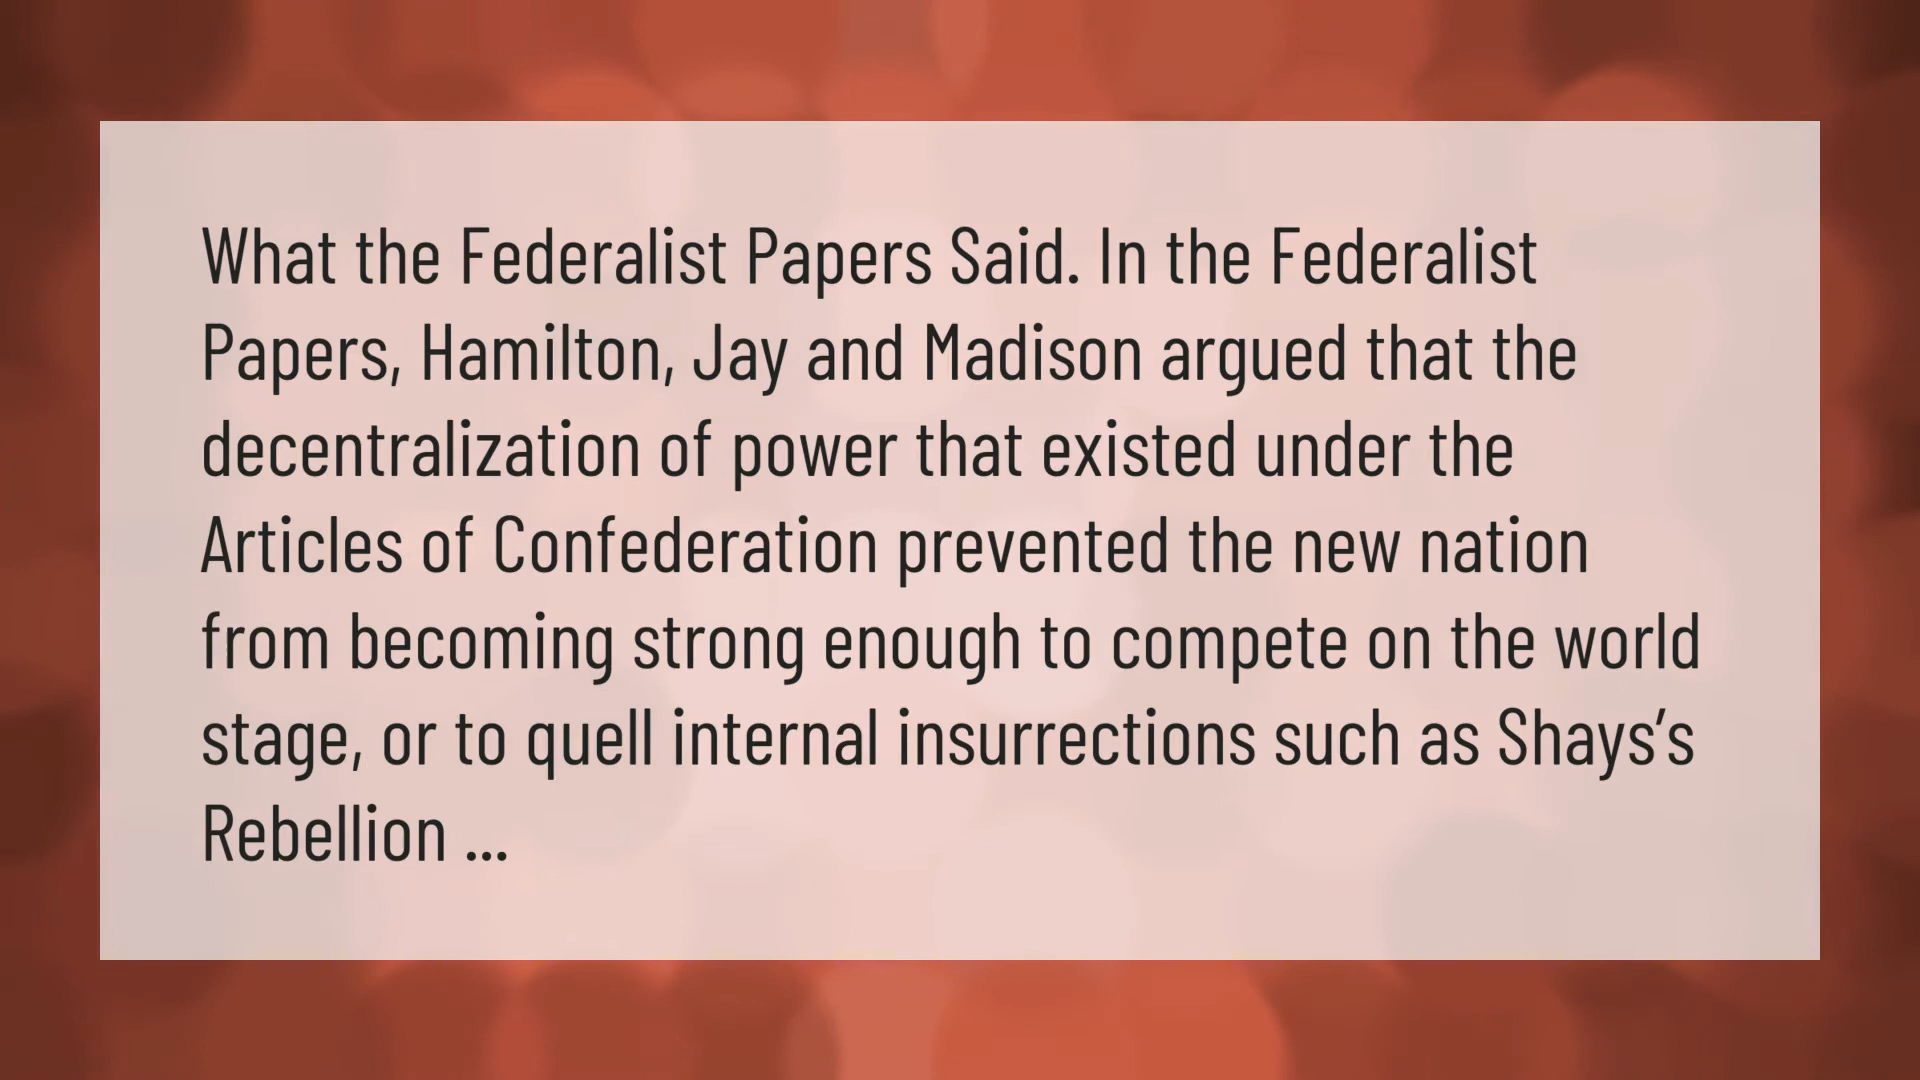 What the Federalist Papers Said. In the Federalist
Papers, Hamilton, Jay and Madison argued that the
decentralization of power that existed under the
Articles of Confederation prevented the new nation
from becoming strong enough to compete on the world
stage, or to quell internal insurrections such as Shays’s
Rebellion ...